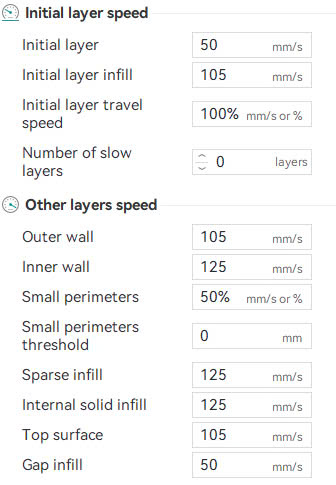 Initial layer speed
Initial layer 50 mm/s
Initial layer infill 105 mm/s
Initial layer travel
speed 100% mm/s or %
Number of slow
layers 0 layers
Other layers speed
Outer wall 105 mm/s
Inner wall 125 mm/s
Small perimeters 50% mm/s or %
Small perimeters
threshold 0 mm
Sparse infill 125 mm/s
Internal solid infill 125 mm/s
Top surface 105 mm/s
Gap infill 50 mm/s